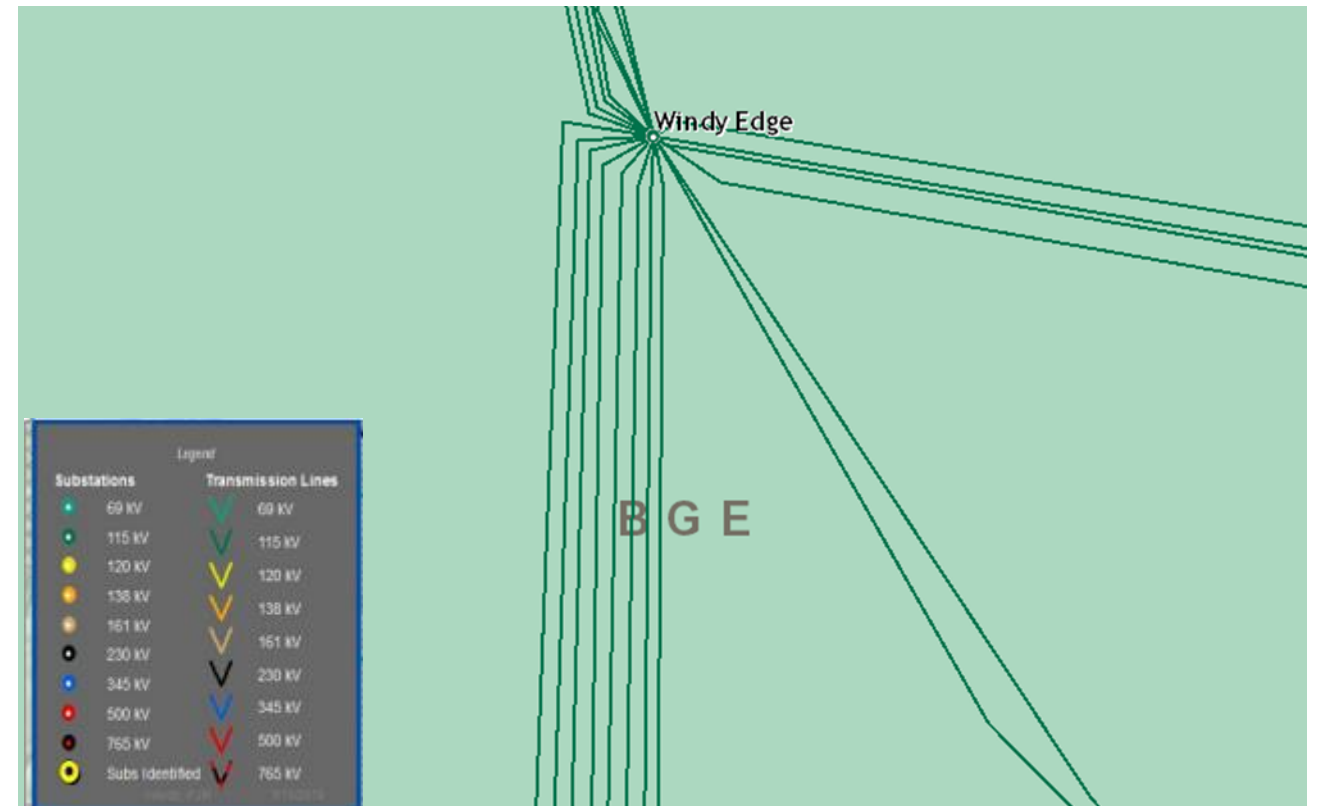 Windy Edge
B G E
Legend
Substations Transmission Lines
69 kV 69 kV
115 kV 115 kV
120 kV 120 kV
138 kV 138 kV
161 kV 161 kV
230 kV 230 kV
345 kV 345 kV
500 kV 500 kV
765 kV 765 kV
Subs Identified